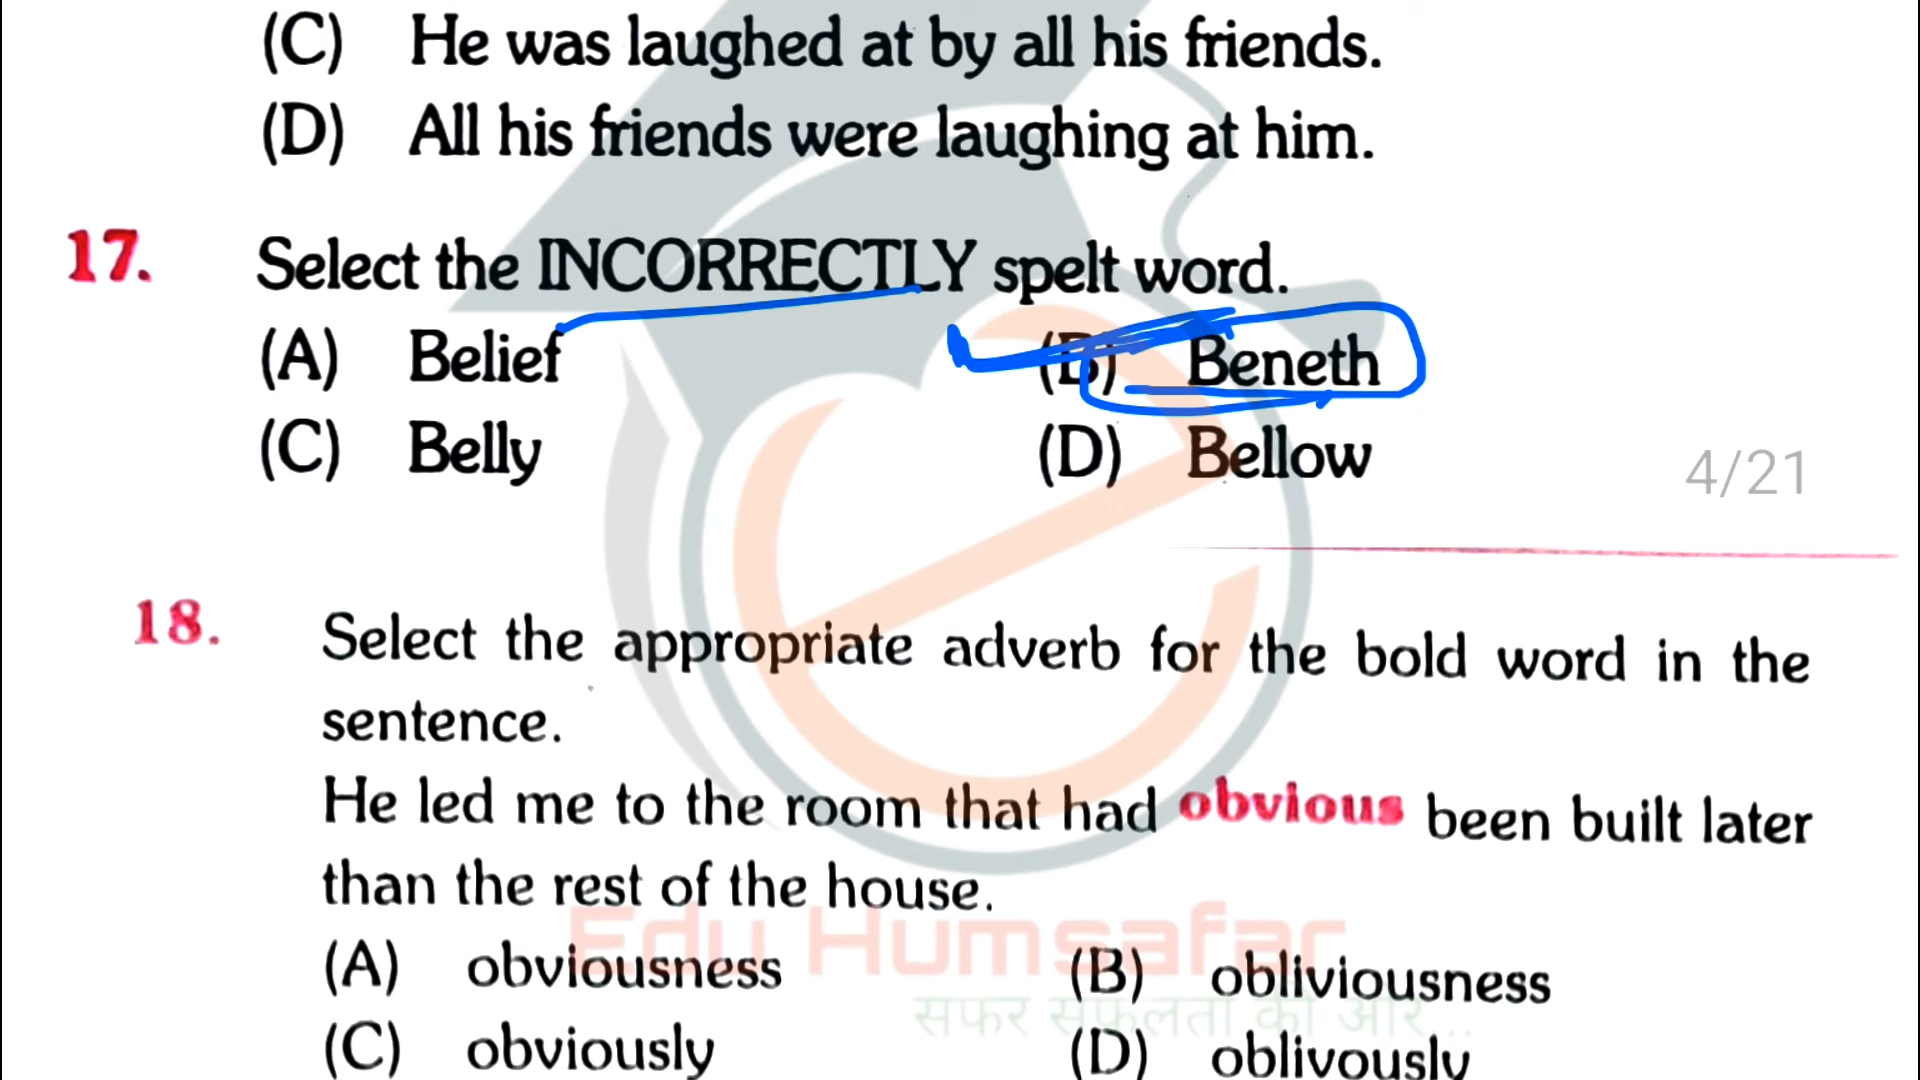 (C) He was laughed at by all his friends.
(D) All his friends were laughing at him.
17. Select the INCORRECTLY spelt word.
(A) Belief (B) Beneth
(C) Belly (D) Bellow
4/21
18. Select the appropriate adverb for the bold word in the
sentence.
He led me to the room that had obvious been built later
than the rest of the house.
Edu Humsafar
(A) obviousness (B) obliviousness
सफर सफलता की ओर...
(C) obviously (D) oblivously